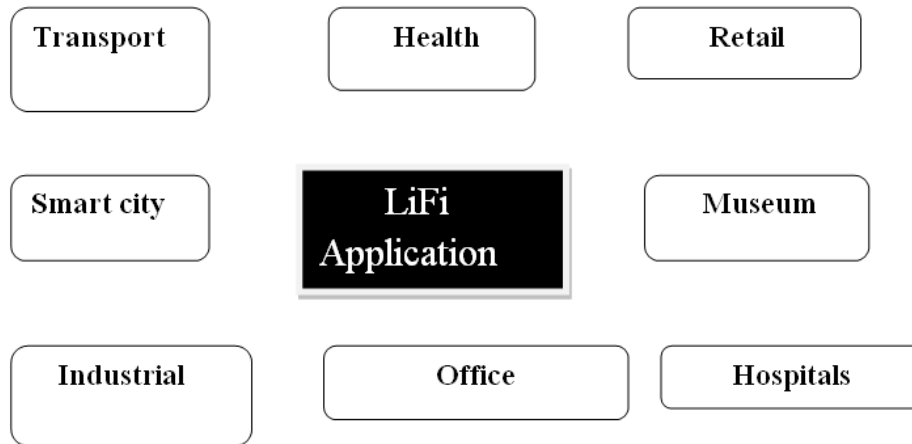 Transport
Health
Retail
Smart city
LiFi
Application
Museum
Industrial
Office
Hospitals